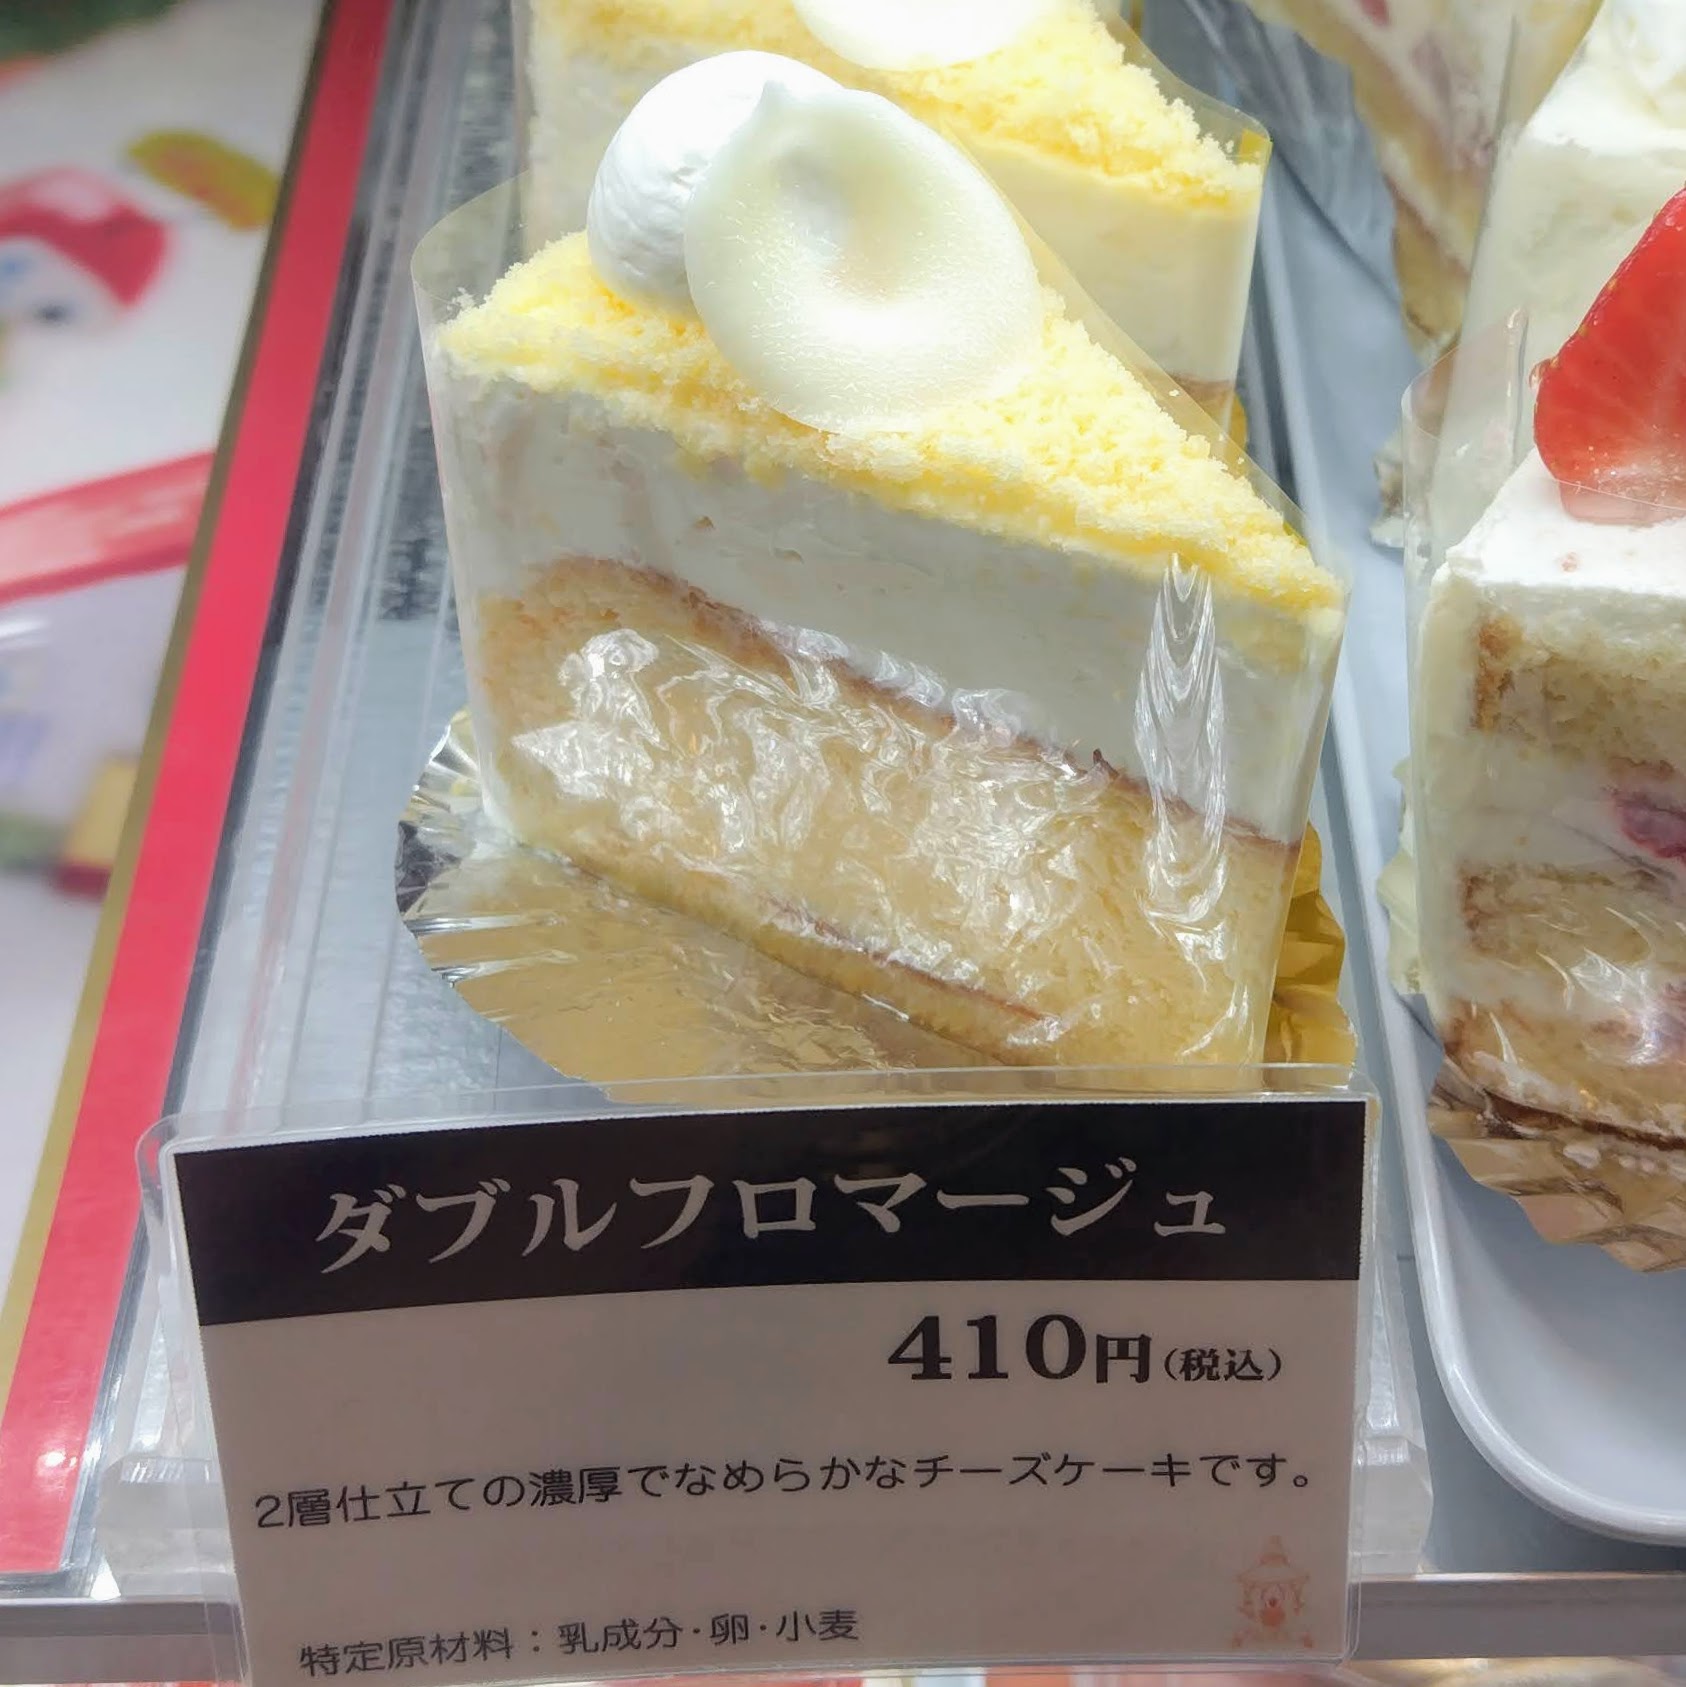 ダブルフロマージュ
410円(税込)
2層仕立ての濃厚でなめらかなチーズケーキです。
特定原材料：乳成分・卵・小麦